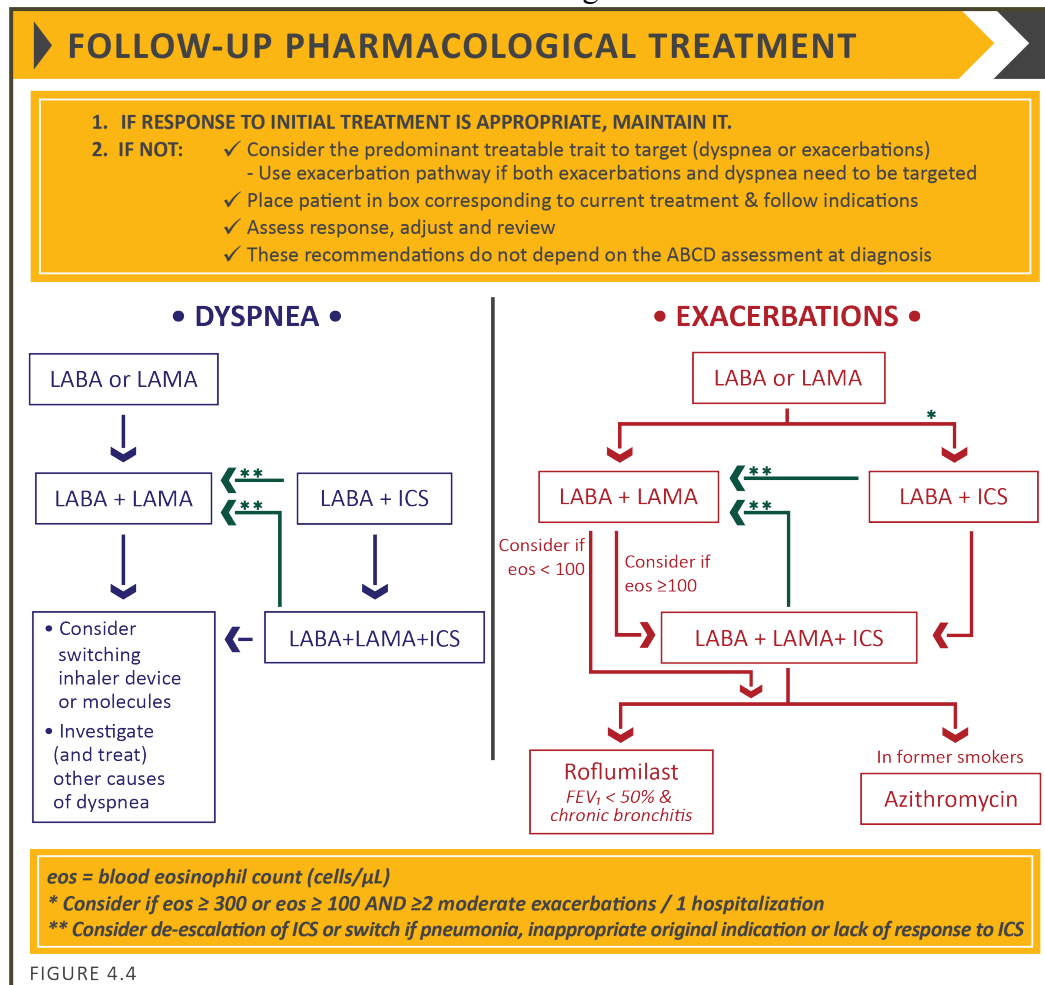 FOLLOW-UP PHARMACOLOGICAL TREATMENT
1. IF RESPONSE TO INITIAL TREATMENT IS APPROPRIATE, MAINTAIN IT.
2. IF NOT: ✓ Consider the predominant treatable trait to target (dyspnea or exacerbations)
- Use exacerbation pathway if both exacerbations and dyspnea need to be targeted
✓ Place patient in box corresponding to current treatment & follow indications
✓ Assess response, adjust and review
✓ These recommendations do not depend on the ABCD assessment at diagnosis
• DYSPNEA •
LABA or LAMA
LABA + LAMA
**
**
LABA + ICS
• Consider
switching
inhaler device
or molecules
• Investigate
(and treat)
other causes
of dyspnea
LABA+LAMA+ICS
• EXACERBATIONS •
LABA or LAMA
*
LABA + LAMA
**
**
LABA + ICS
Consider if
eos < 100
Consider if
eos ≥100
LABA + LAMA+ ICS
Roflumilast
FEV₁ < 50% &
chronic bronchitis
In former smokers
Azithromycin
eos = blood eosinophil count (cells/μL)
* Consider if eos ≥ 300 or eos ≥ 100 AND ≥2 moderate exacerbations / 1 hospitalization
** Consider de-escalation of ICS or switch if pneumonia, inappropriate original indication or lack of response to ICS
FIGURE 4.4